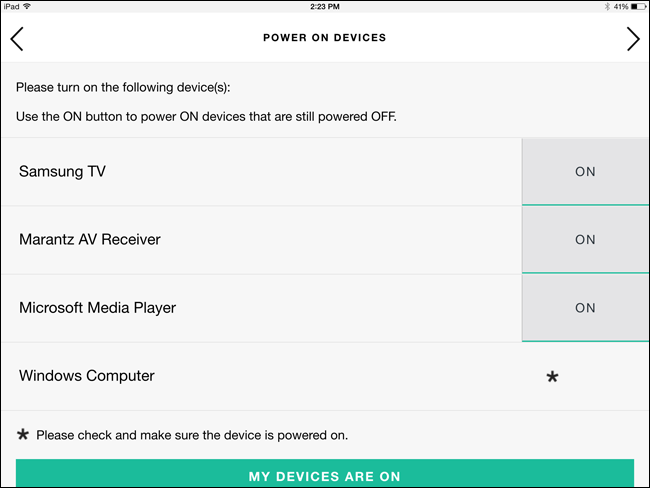 iPad 2:23 PM 41%
POWER ON DEVICES
Please turn on the following device(s):
Use the ON button to power ON devices that are still powered OFF.
Samsung TV ON
Marantz AV Receiver ON
Microsoft Media Player ON
Windows Computer *
* Please check and make sure the device is powered on.
MY DEVICES ARE ON